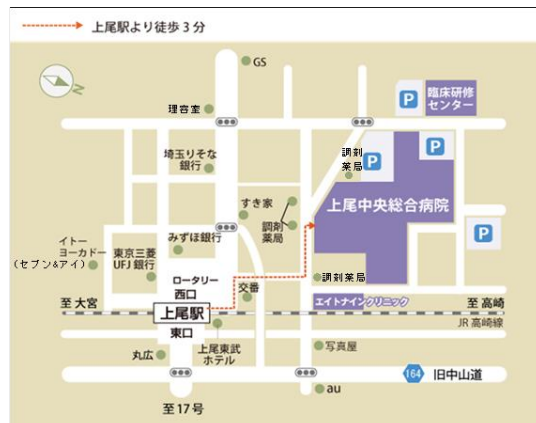 上尾駅より徒歩3分
GS
N
P
臨床研修
センター
理容室
P
P
調剤
薬局
埼玉りそな
銀行
上尾中央総合病院
すき家
調剤
薬局
P
イトー
ヨーカドー
(セブン&アイ)
東京三菱
UFJ 銀行
みずほ銀行
ロータリー
西口
交番
調剤薬局
エイトナインクリニック
至 大宮
上尾駅
至 高崎
JR 高崎線
東口
上尾東武
ホテル
写真屋
丸広
164
旧中山道
au
至17号